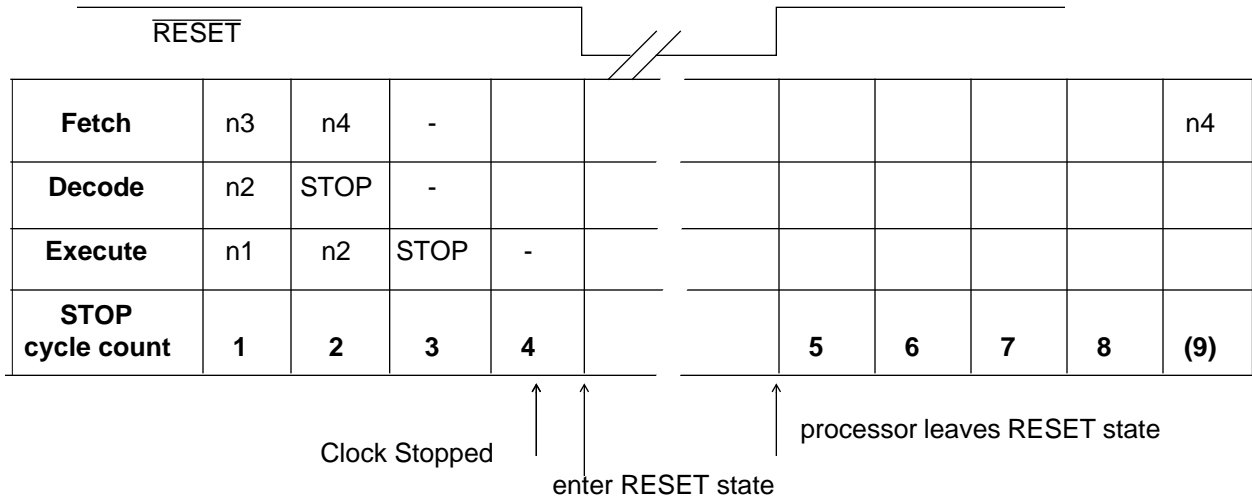 RESET
Fetch n3 n4 - n4
Decode n2 STOP -
Execute n1 n2 STOP -
STOP
cycle count 1 2 3 4 5 6 7 8 (9)
processor leaves RESET state
Clock Stopped
enter RESET state